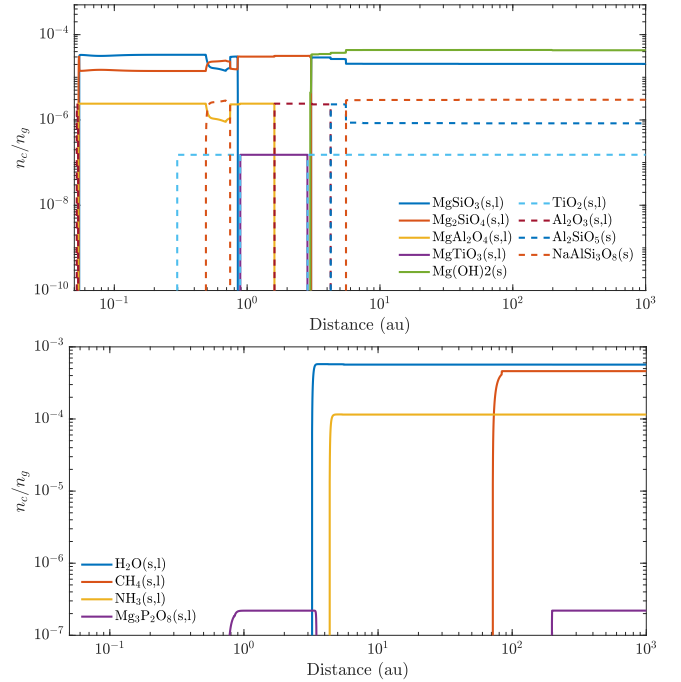 10^-4
10^-6
10^-8
10^-10
n_c/n_g
10^-1 10^0 10^1 10^2 10^3
Distance (au)
MgSiO₃(s,l) TiO₂(s,l)
Mg₂SiO₄(s,l) Al₂O₃(s,l)
MgAl₂O₄(s,l) Al₂SiO₅(s)
MgTiO₃(s,l) NaAlSi₃O₈(s)
Mg(OH)2(s)
10^-3
10^-4
10^-5
10^-6
10^-7
n_c/n_g
H₂O(s,l)
CH₄(s,l)
NH₃(s,l)
Mg₃P₂O₈(s,l)
10^-1 10^0 10^1 10^2 10^3
Distance (au)